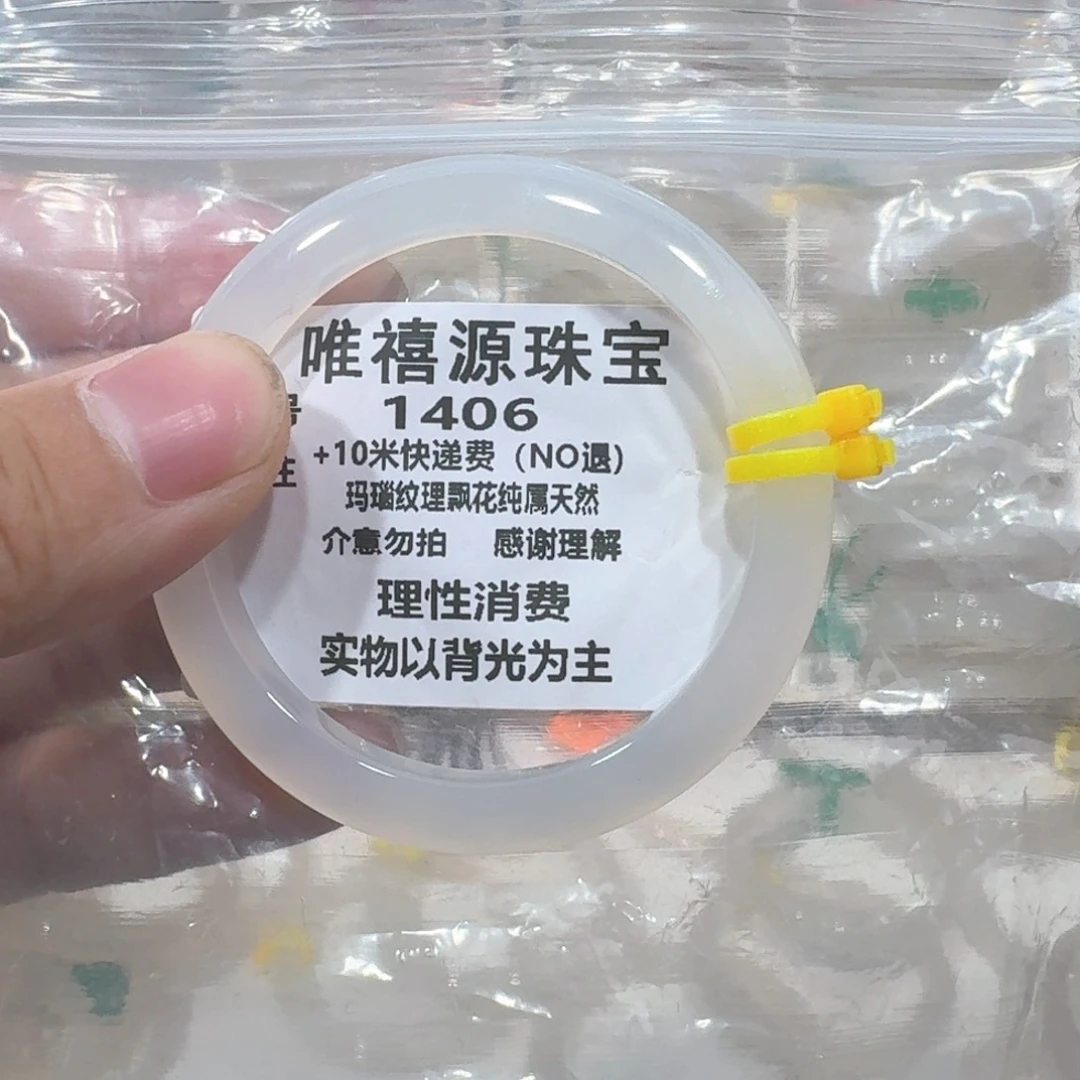 唯禧源珠宝
号 1406
注 +10米快递费（NO退）
玛瑙纹理飘花纯属天然
介意勿拍 感谢理解
理性消费
实物以背光为主